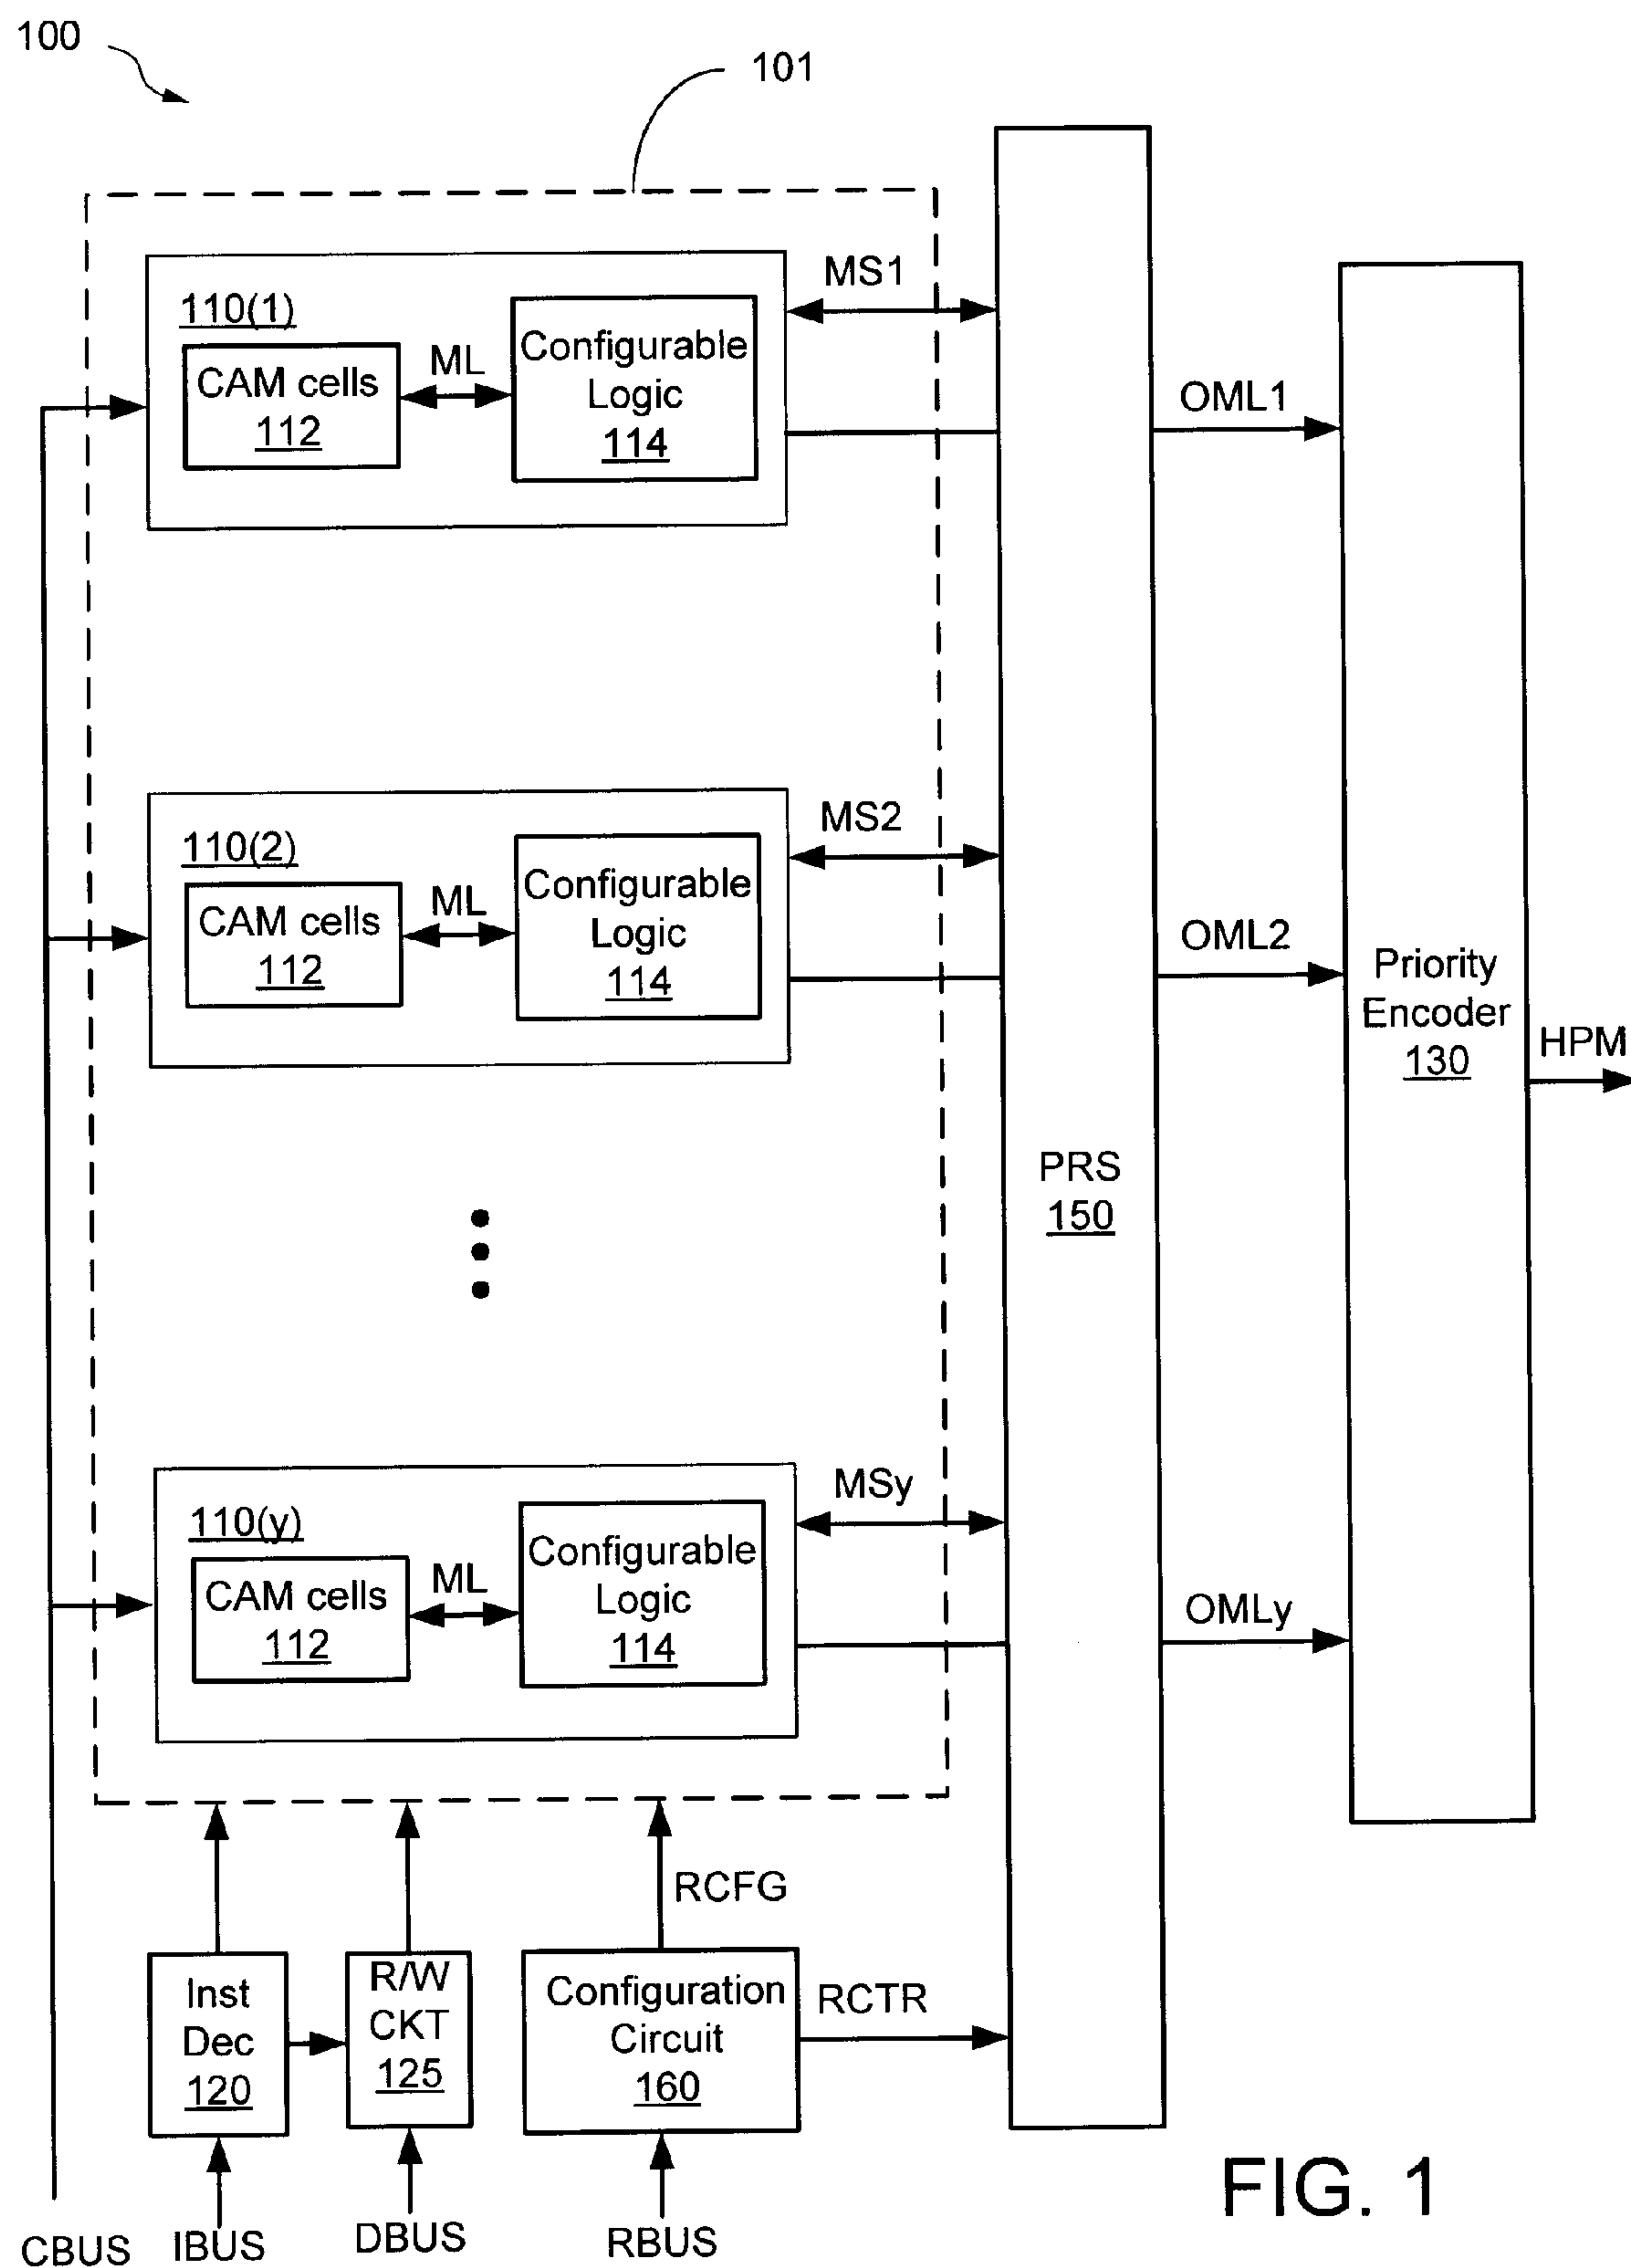 100
101
110(1)
CAM cells
112
ML
Configurable
Logic
114
MS1
OML1
110(2)
CAM cells
112
ML
Configurable
Logic
114
MS2
OML2
Priority
Encoder
130
HPM
PRS
150
110(y)
CAM cells
112
ML
Configurable
Logic
114
MSy
OMLy
RCFG
Inst
Dec
120
R/W
CKT
125
Configuration
Circuit
160
RCTR
CBUS
IBUS
DBUS
RBUS
FIG. 1